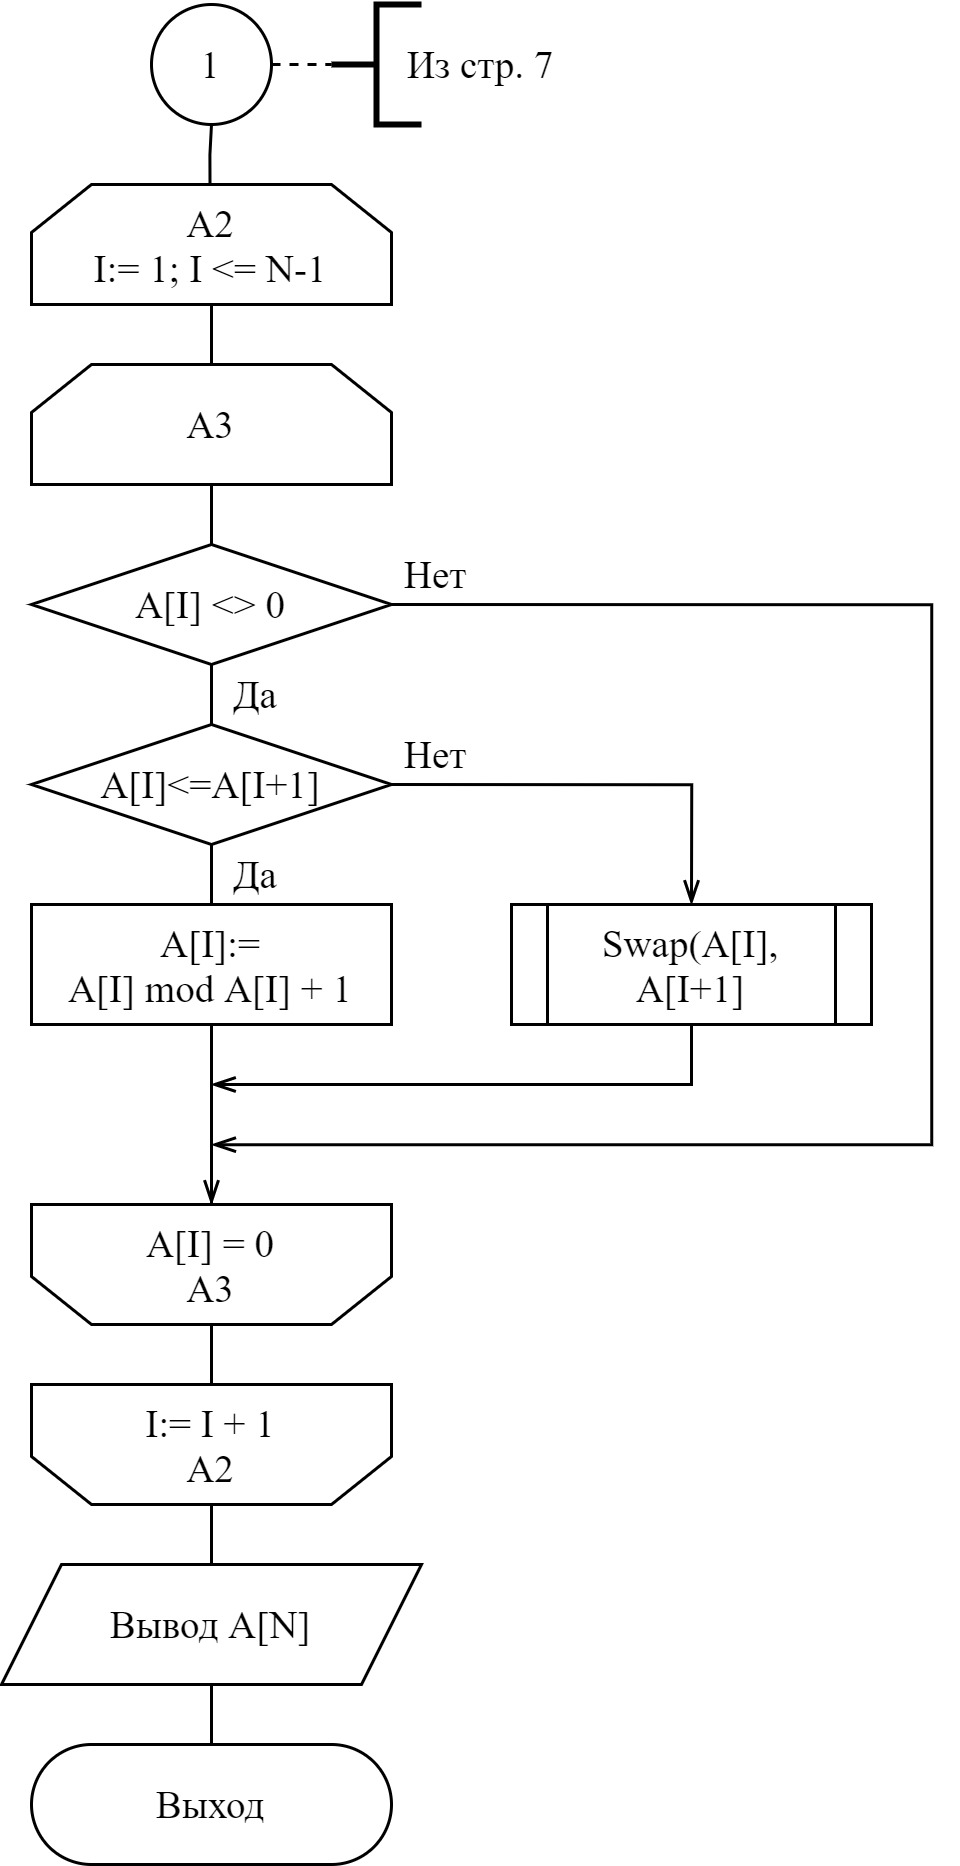 1
Из стр. 7
A2
I:= 1; I <= N-1
A3
A[I] <> 0
Нет
Да
A[I]<=A[I+1]
Нет
Да
A[I]:=
A[I] mod A[I] + 1
Swap(A[I],
A[I+1]
A[I] = 0
A3
I:= I + 1
A2
Вывод A[N]
Выход